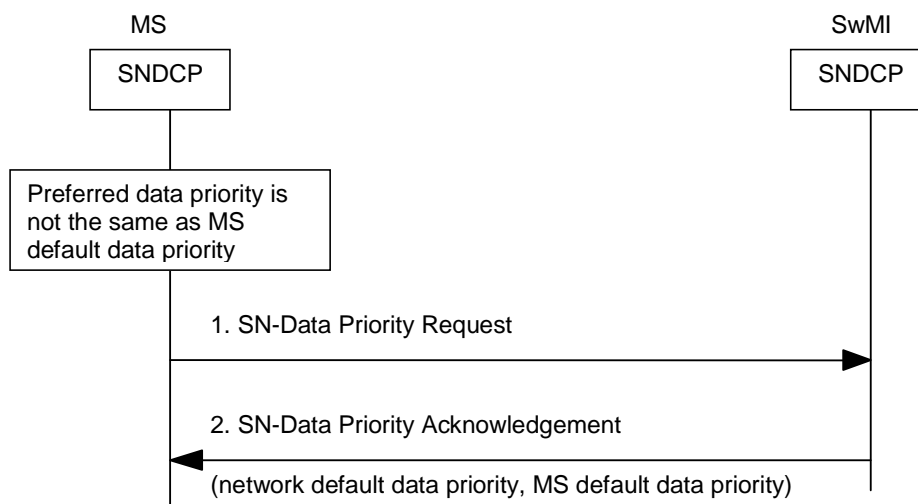 MS
SwMI
SNDCP
SNDCP
Preferred data priority is
not the same as MS
default data priority
1. SN-Data Priority Request
2. SN-Data Priority Acknowledgement
(network default data priority, MS default data priority)